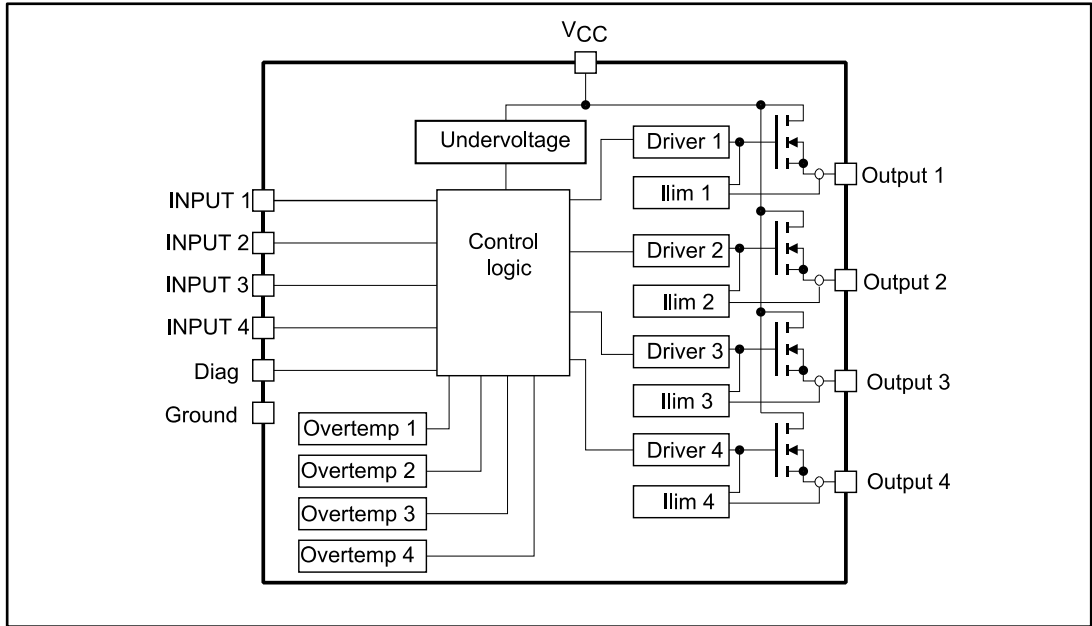 VCC
Undervoltage
Driver 1
Ilim 1
Output 1
INPUT 1
INPUT 2
INPUT 3
INPUT 4
Diag
Ground
Control
logic
Driver 2
Ilim 2
Output 2
Driver 3
Ilim 3
Output 3
Driver 4
Ilim 4
Output 4
Overtemp 1
Overtemp 2
Overtemp 3
Overtemp 4